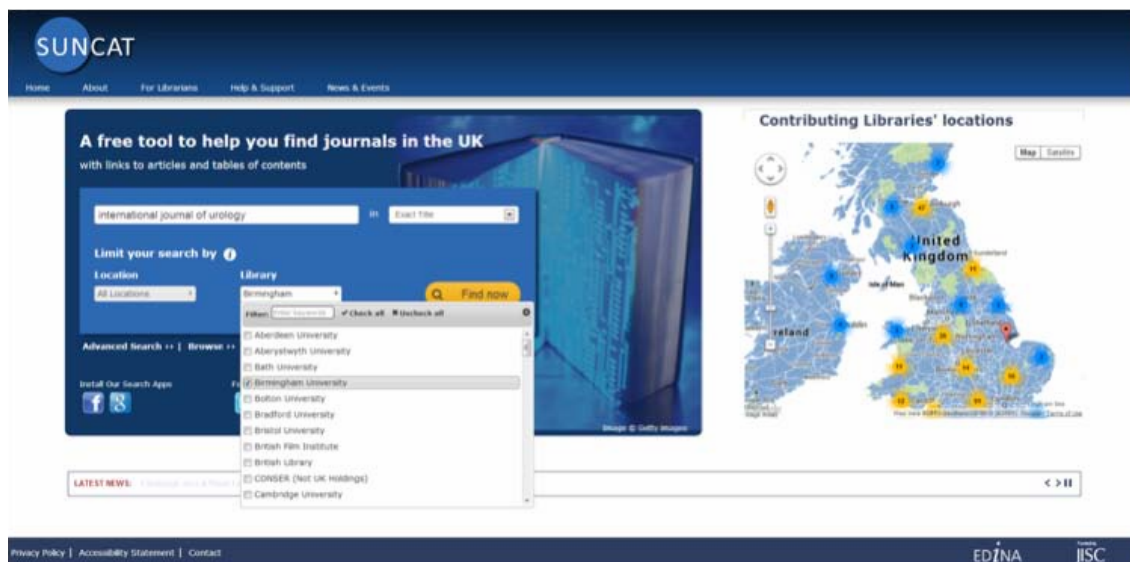 SUNCAT
Home About For Librarians Help & Support News & Events
A free tool to help you find journals in the UK
with links to articles and tables of contents
international journal of urology in Exact Title
Limit your search by i
Location Library
All Locations Birmingham Find now
Filter: Enter keywords Check all Uncheck all
Aberdeen University
Aberystwyth University
Bath University
Birmingham University
Bolton University
Bradford University
Bristol University
British Film Institute
British Library
CONSER (Not UK Holdings)
Cambridge University
Advanced Search ›› | Browse ››
Install Our Search Apps
Image © Getty Images
Contributing Libraries' locations
Map Satellite
United
Kingdom
Isle of Man
Dublin
LATEST NEWS:
Privacy Policy | Accessibility Statement | Contact
EDINA JISC